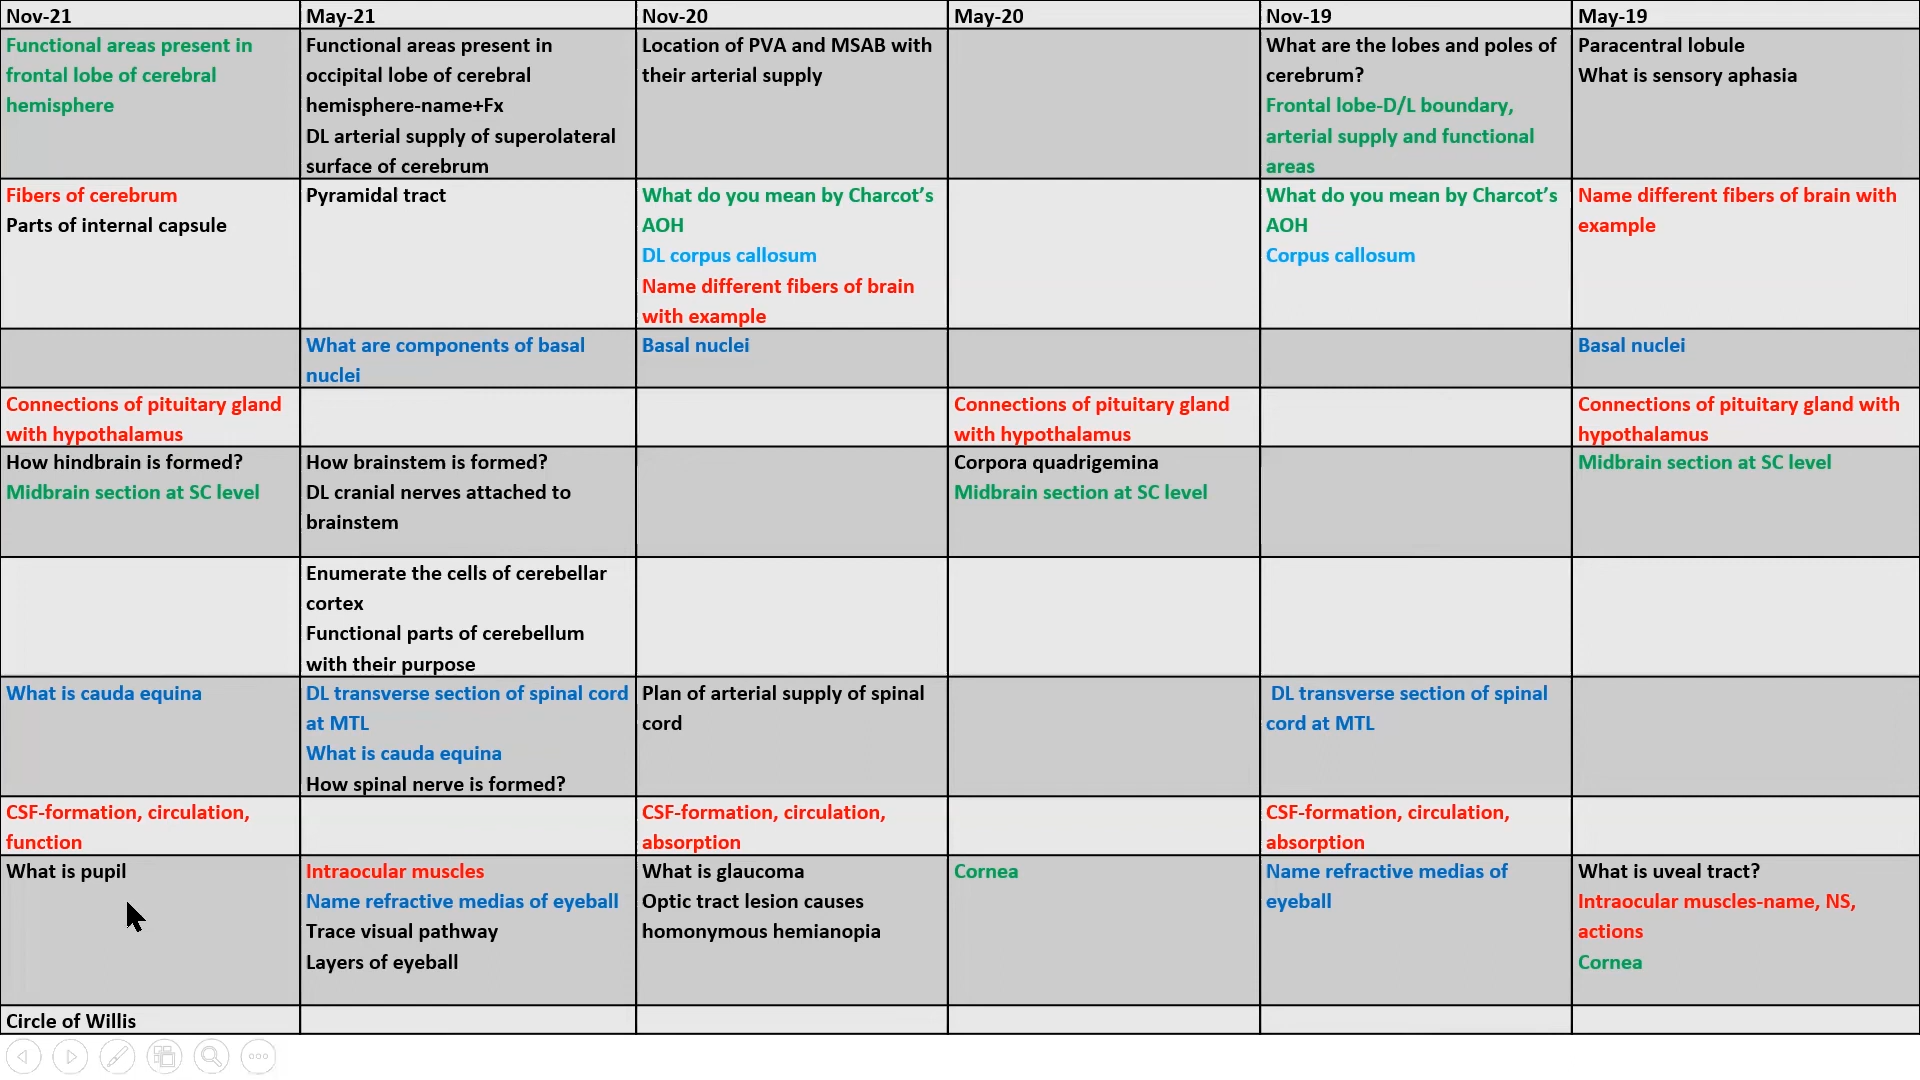 Nov-21
May-21
Nov-20
May-20
Nov-19
May-19
Functional areas present in
frontal lobe of cerebral
hemisphere
Functional areas present in
occipital lobe of cerebral
hemisphere-name+Fx
DL arterial supply of superolateral
surface of cerebrum
Location of PVA and MSAB with
their arterial supply
What are the lobes and poles of
cerebrum?
Frontal lobe-D/L boundary,
arterial supply and functional
areas
Paracentral lobule
What is sensory aphasia
Fibers of cerebrum
Parts of internal capsule
Pyramidal tract
What do you mean by Charcot’s
AOH
DL corpus callosum
Name different fibers of brain
with example
What do you mean by Charcot’s
AOH
Corpus callosum
Name different fibers of brain with
example
What are components of basal
nuclei
Basal nuclei
Basal nuclei
Connections of pituitary gland
with hypothalamus
Connections of pituitary gland
with hypothalamus
Connections of pituitary gland with
hypothalamus
How hindbrain is formed?
Midbrain section at SC level
How brainstem is formed?
DL cranial nerves attached to
brainstem
Corpora quadrigemina
Midbrain section at SC level
Midbrain section at SC level
Enumerate the cells of cerebellar
cortex
Functional parts of cerebellum
with their purpose
What is cauda equina
DL transverse section of spinal cord
at MTL
What is cauda equina
How spinal nerve is formed?
Plan of arterial supply of spinal
cord
DL transverse section of spinal
cord at MTL
CSF-formation, circulation,
function
CSF-formation, circulation,
absorption
CSF-formation, circulation,
absorption
What is pupil
Intraocular muscles
Name refractive medias of eyeball
Trace visual pathway
Layers of eyeball
What is glaucoma
Optic tract lesion causes
homonymous hemianopia
Cornea
Name refractive medias of
eyeball
What is uveal tract?
Intraocular muscles-name, NS,
actions
Cornea
Circle of Willis